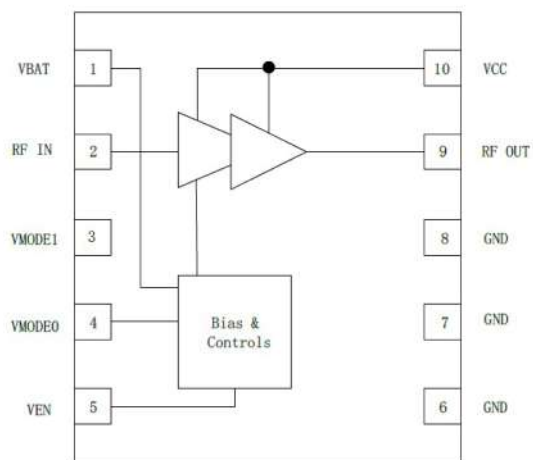 VBAT 1 10 VCC
RF IN 2 9 RF OUT
VMODE1 3 8 GND
VMODE0 4 Bias & 7 GND
Controls
VEN 5 6 GND